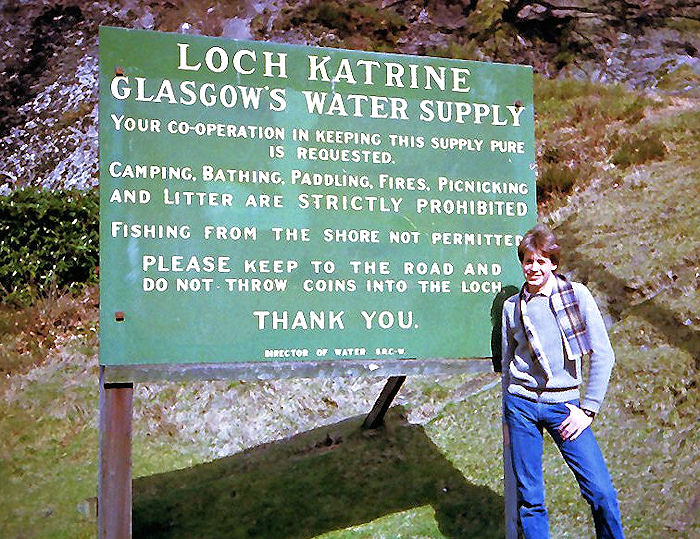 LOCH KATRINE
GLASGOW'S WATER SUPPLY
YOUR CO-OPERATION IN KEEPING THIS SUPPLY PURE
IS REQUESTED.
CAMPING, BATHING, PADDLING, FIRES, PICNICKING
AND LITTER ARE STRICTLY PROHIBITED
FISHING FROM THE SHORE NOT PERMITTED
PLEASE KEEP TO THE ROAD AND
DO NOT THROW COINS INTO THE LOCH.
THANK YOU.
DIRECTOR OF WATER S.R.C-W.